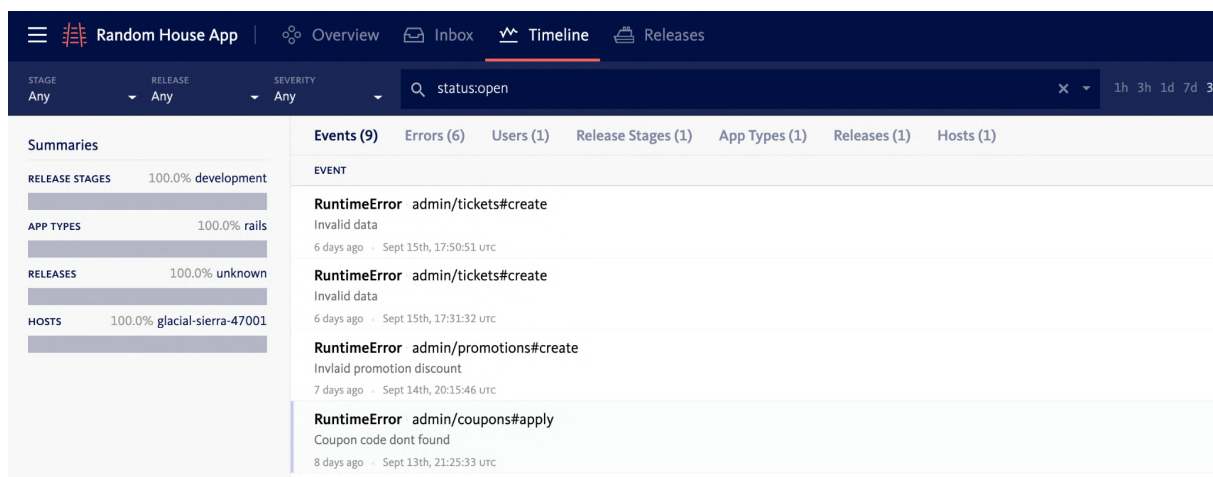 Random House App Overview Inbox Timeline Releases
STAGE RELEASE SEVERITY
Any Any Any status:open 1h 3h 1d 7d 3
Summaries
RELEASE STAGES 100.0% development
APP TYPES 100.0% rails
RELEASES 100.0% unknown
HOSTS 100.0% glacial-sierra-47001
Events (9) Errors (6) Users (1) Release Stages (1) App Types (1) Releases (1) Hosts (1)
EVENT
RuntimeError admin/tickets#create
Invalid data
6 days ago Sept 15th, 17:50:51 UTC
RuntimeError admin/tickets#create
Invalid data
6 days ago Sept 15th, 17:31:32 UTC
RuntimeError admin/promotions#create
Invlaid promotion discount
7 days ago Sept 14th, 20:15:46 UTC
RuntimeError admin/coupons#apply
Coupon code dont found
8 days ago Sept 13th, 21:25:33 UTC